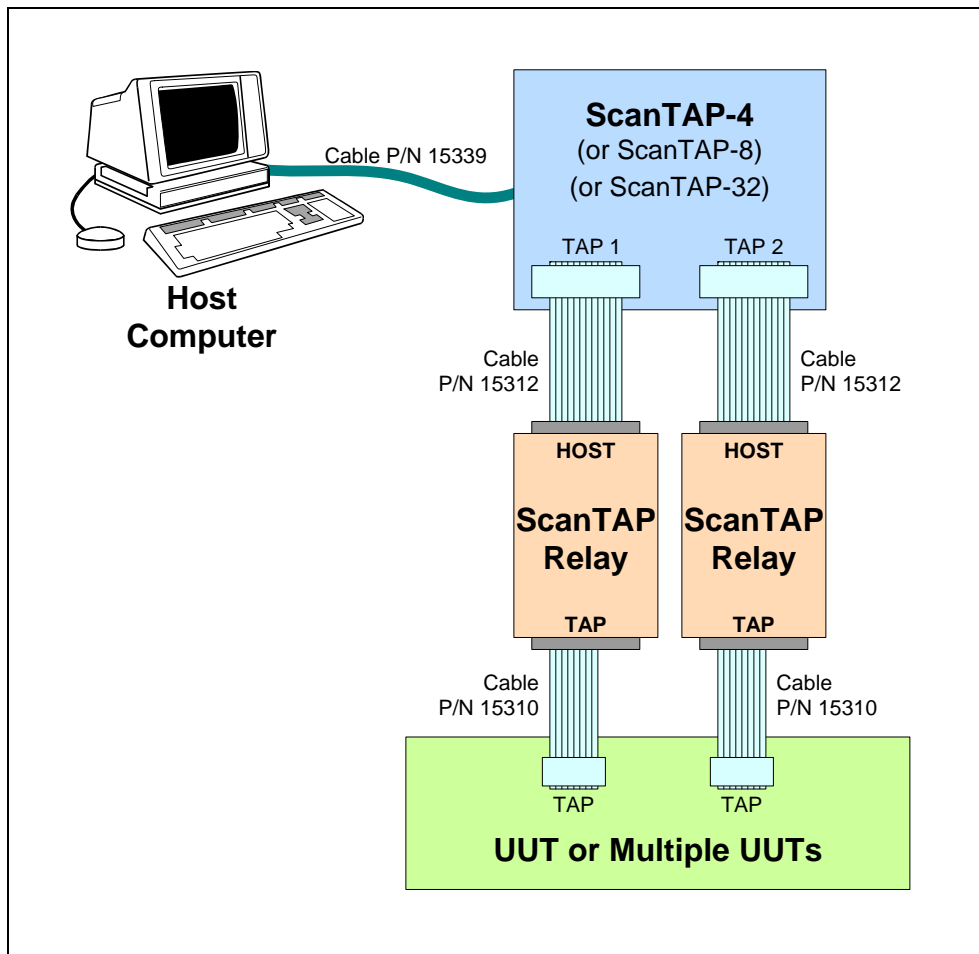 ScanTAP-4
(or ScanTAP-8)
(or ScanTAP-32)
Cable P/N 15339
Host
Computer
TAP 1
TAP 2
Cable
P/N 15312
Cable
P/N 15312
HOST
ScanTAP
Relay
TAP
HOST
ScanTAP
Relay
TAP
Cable
P/N 15310
Cable
P/N 15310
TAP
TAP
UUT or Multiple UUTs